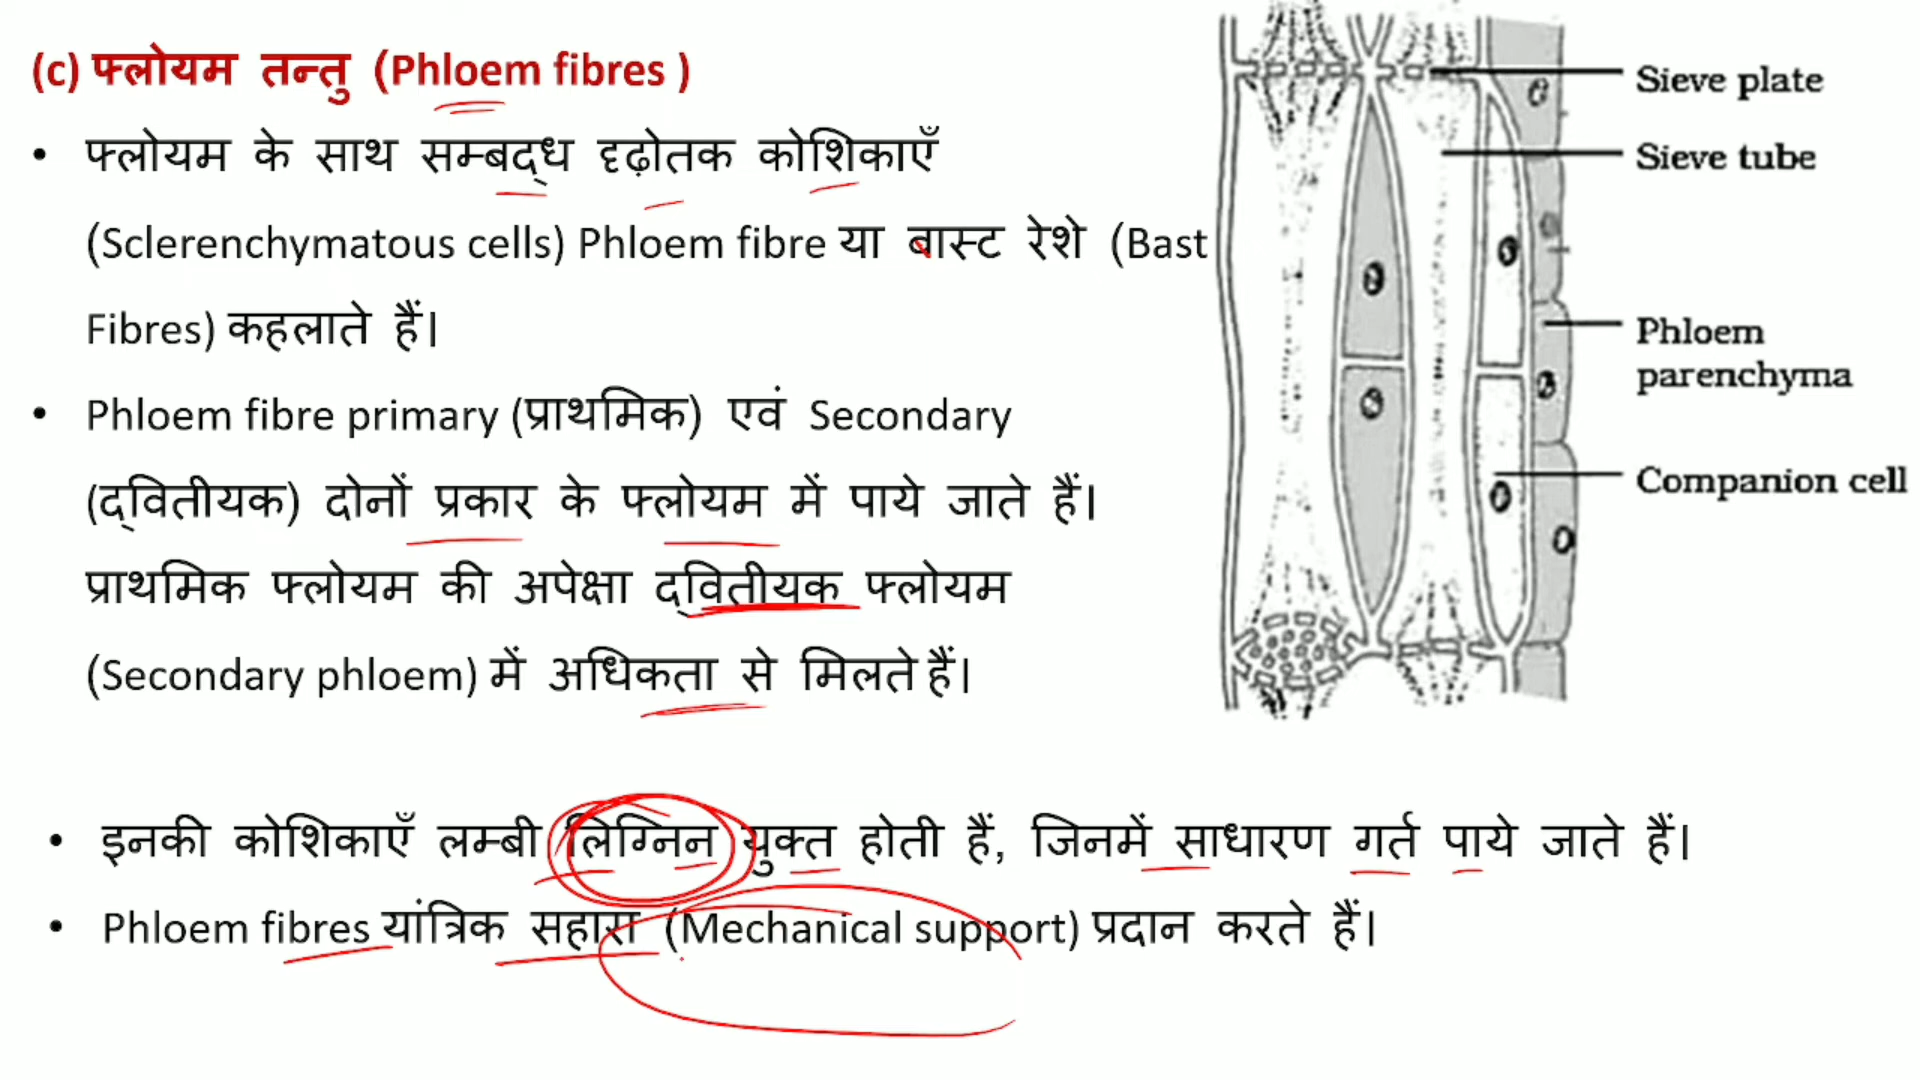 (c) फ्लोयम तन्तु (Phloem fibres )
• फ्लोयम के साथ सम्बद्ध दृढ़ोतक कोशिकाएँ
(Sclerenchymatous cells) Phloem fibre या बास्ट रेशे (Bast
Fibres) कहलाते हैं।
• Phloem fibre primary (प्राथमिक) एवं Secondary
(द्वितीयक) दोनों प्रकार के फ्लोयम में पाये जाते हैं।
प्राथमिक फ्लोयम की अपेक्षा द्वितीयक फ्लोयम
(Secondary phloem) में अधिकता से मिलते हैं।
• इनकी कोशिकाएँ लम्बी लिग्निन युक्त होती हैं, जिनमें साधारण गर्त पाये जाते हैं।
• Phloem fibres यांत्रिक सहारा (Mechanical support) प्रदान करते हैं।
Sieve plate
Sieve tube
Phloem
parenchyma
Companion cell